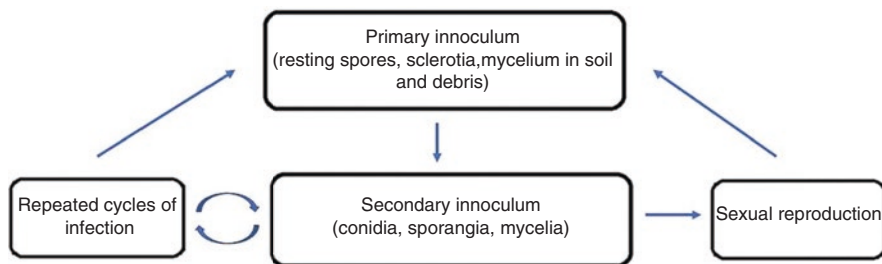 Primary innoculum
(resting spores, sclerotia,mycelium in soil
and debris)
Repeated cycles of
infection
Secondary innoculum
(conidia, sporangia, mycelia)
Sexual reproduction